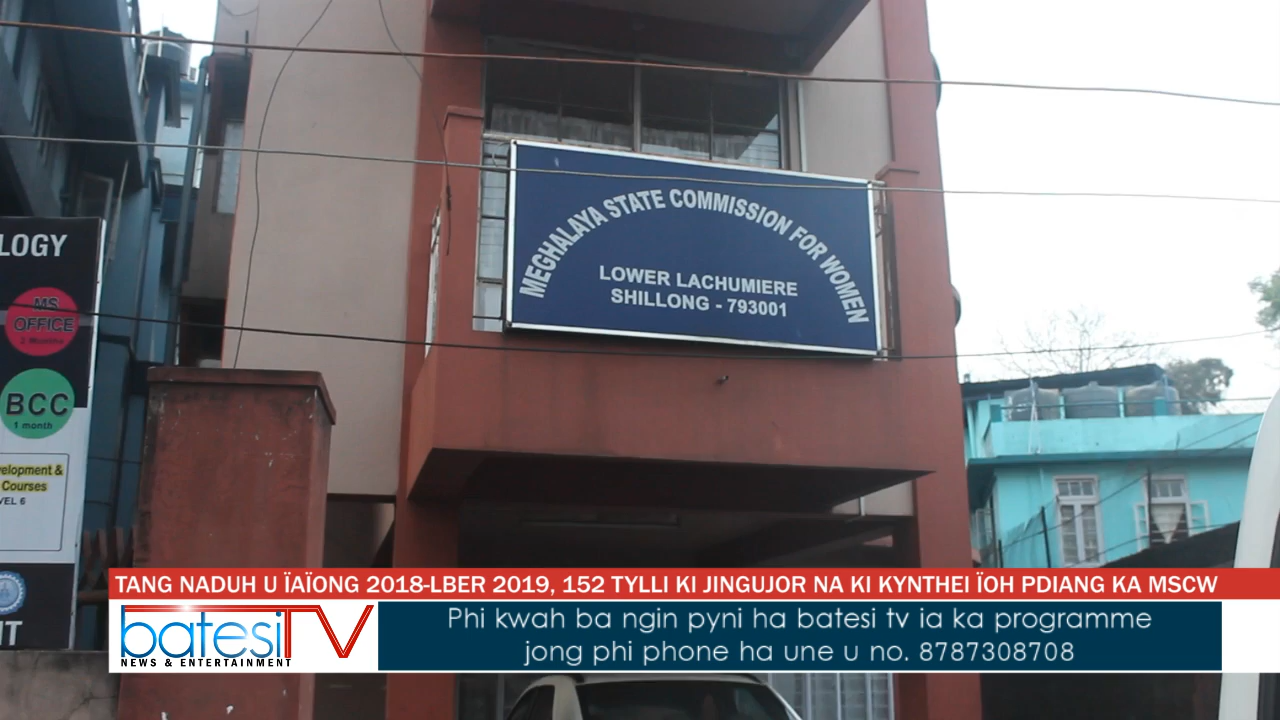 MEGHALAYA STATE COMMISSION FOR WOMEN
LOWER LACHUMIERE
SHILLONG - 793001
LOGY
MS
OFFICE
3 Months
BCC
1 month
velopment &
Courses
VEL 6
IT
TANG NADUH U ÏAÏONG 2018-LBER 2019, 152 TYLLI KI JINGUJOR NA KI KYNTHEI ÏOH PDIANG KA MSCW
batesi TV
NEWS & ENTERTAINMENT
Phi kwah ba ngin pyni ha batesi tv ia ka programme
jong phi phone ha une u no. 8787308708